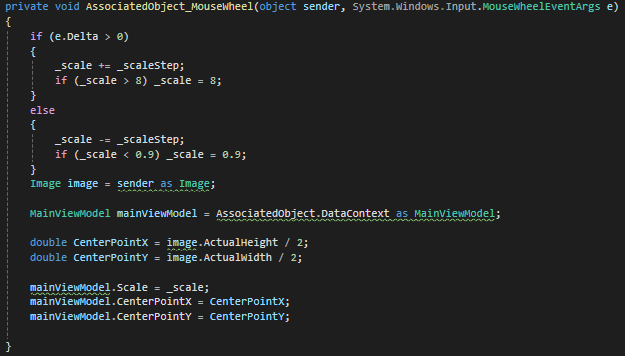 private void AssociatedObject_MouseWheel(object sender, System.Windows.Input.MouseWheelEventArgs e)
{
if (e.Delta > 0)
{
_scale += _scaleStep;
if (_scale > 8) _scale = 8;
}
else
{
_scale -= _scaleStep;
if (_scale < 0.9) _scale = 0.9;
}
Image image = sender as Image;
MainViewModel mainViewModel = AssociatedObject.DataContext as MainViewModel;
double CenterPointX = image.ActualHeight / 2;
double CenterPointY = image.ActualWidth / 2;
mainViewModel.Scale = _scale;
mainViewModel.CenterPointX = CenterPointX;
mainViewModel.CenterPointY = CenterPointY;
}